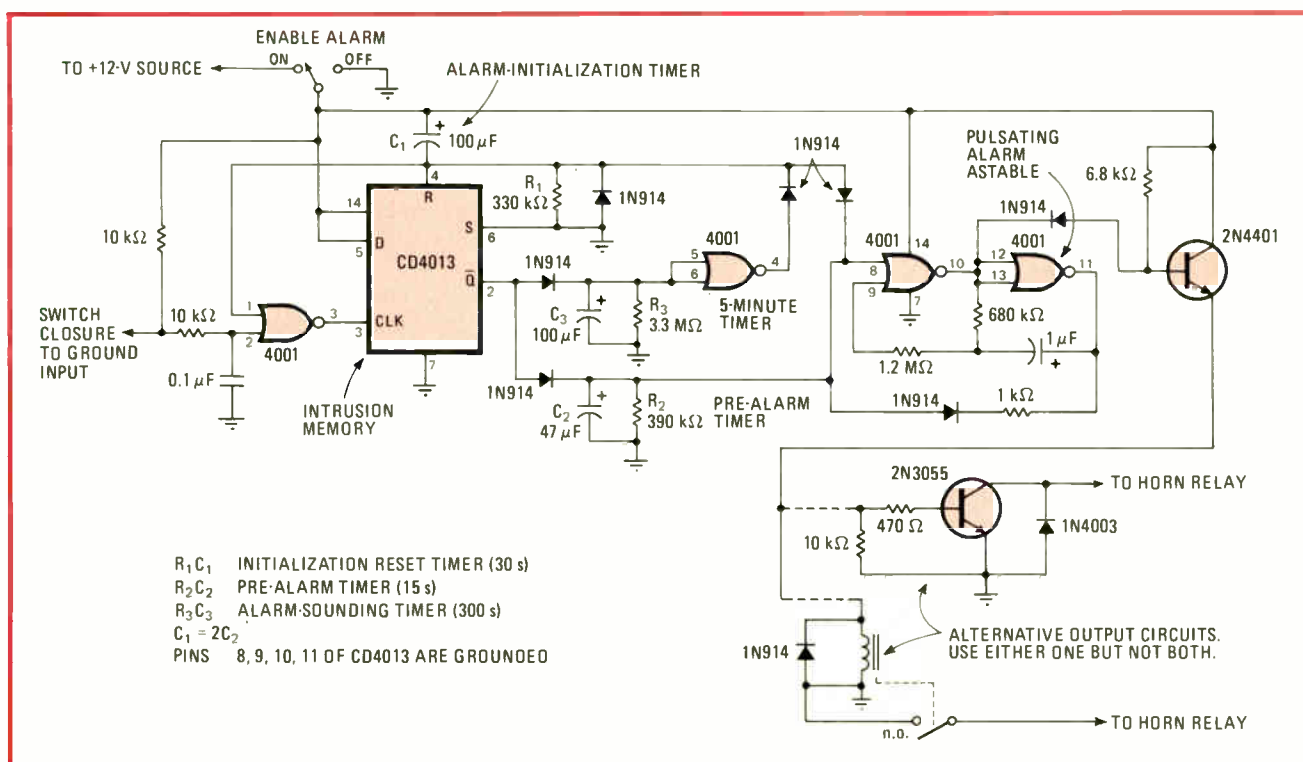 ENABLE ALARM
ON
OFF
TO +12-V SOURCE
ALARM-INITIALIZATION TIMER
C1
+
100 µF
1N914
PULSATING
ALARM
ASTABLE
6.8 kΩ
4
R
R1
330 kΩ
1N914
1N914
14
D
5
S
6
10 kΩ
CD4013
4001
5
6
4
4001
14
8
9
10
7
12
4001
13
11
2N4401
Q̅
2
1N914
SWITCH
CLOSURE
TO GROUND
INPUT
10 kΩ
1
2
3
4001
CLK
3
C3
+
100 µF
R3
3.3 MΩ
5-MINUTE
TIMER
680 kΩ
1 µF
+
1.2 MΩ
0.1 µF
7
INTRUSION
MEMORY
1N914
C2
+
47 µF
R2
390 kΩ
PRE-ALARM
TIMER
1N914
1 kΩ
2N3055
TO HORN RELAY
470 Ω
10 kΩ
1N4003
R1C1 INITIALIZATION RESET TIMER (30 s)
R2C2 PRE-ALARM TIMER (15 s)
R3C3 ALARM-SOUNDING TIMER (300 s)
C1 = 2C2
PINS 8, 9, 10, 11 OF CD4013 ARE GROUNDED
1N914
ALTERNATIVE OUTPUT CIRCUITS.
USE EITHER ONE BUT NOT BOTH.
n.o.
TO HORN RELAY